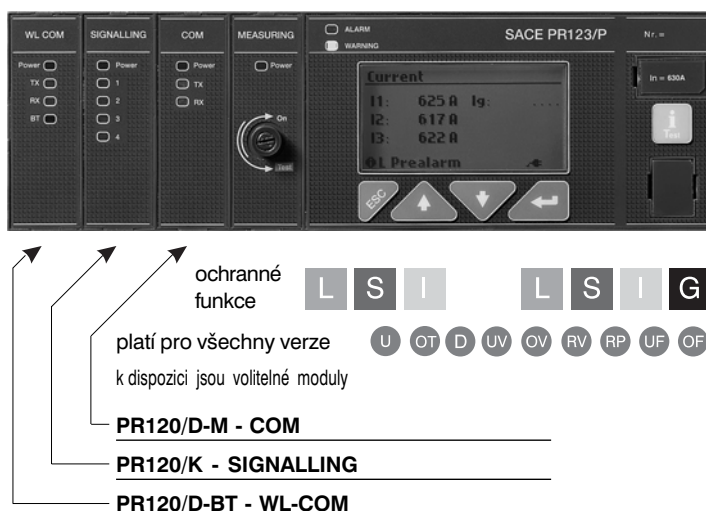 WL COM
Power
TX
RX
BT
SIGNALLING
Power
1
2
3
4
COM
Power
TX
RX
MEASURING
Power
On
Test
ALARM
WARNING
SACE PR123/P
Current
I1: 625 A Ig: ....
I2: 617 A
I3: 622 A
L Prealarm
ESC
Nr. =
In = 630A
i
Test
ochranné
funkce
L S I L S I G
platí pro všechny verze
U OT D UV OV RV RP UF OF
k dispozici jsou volitelné moduly
PR120/D-M - COM
PR120/K - SIGNALLING
PR120/D-BT - WL-COM